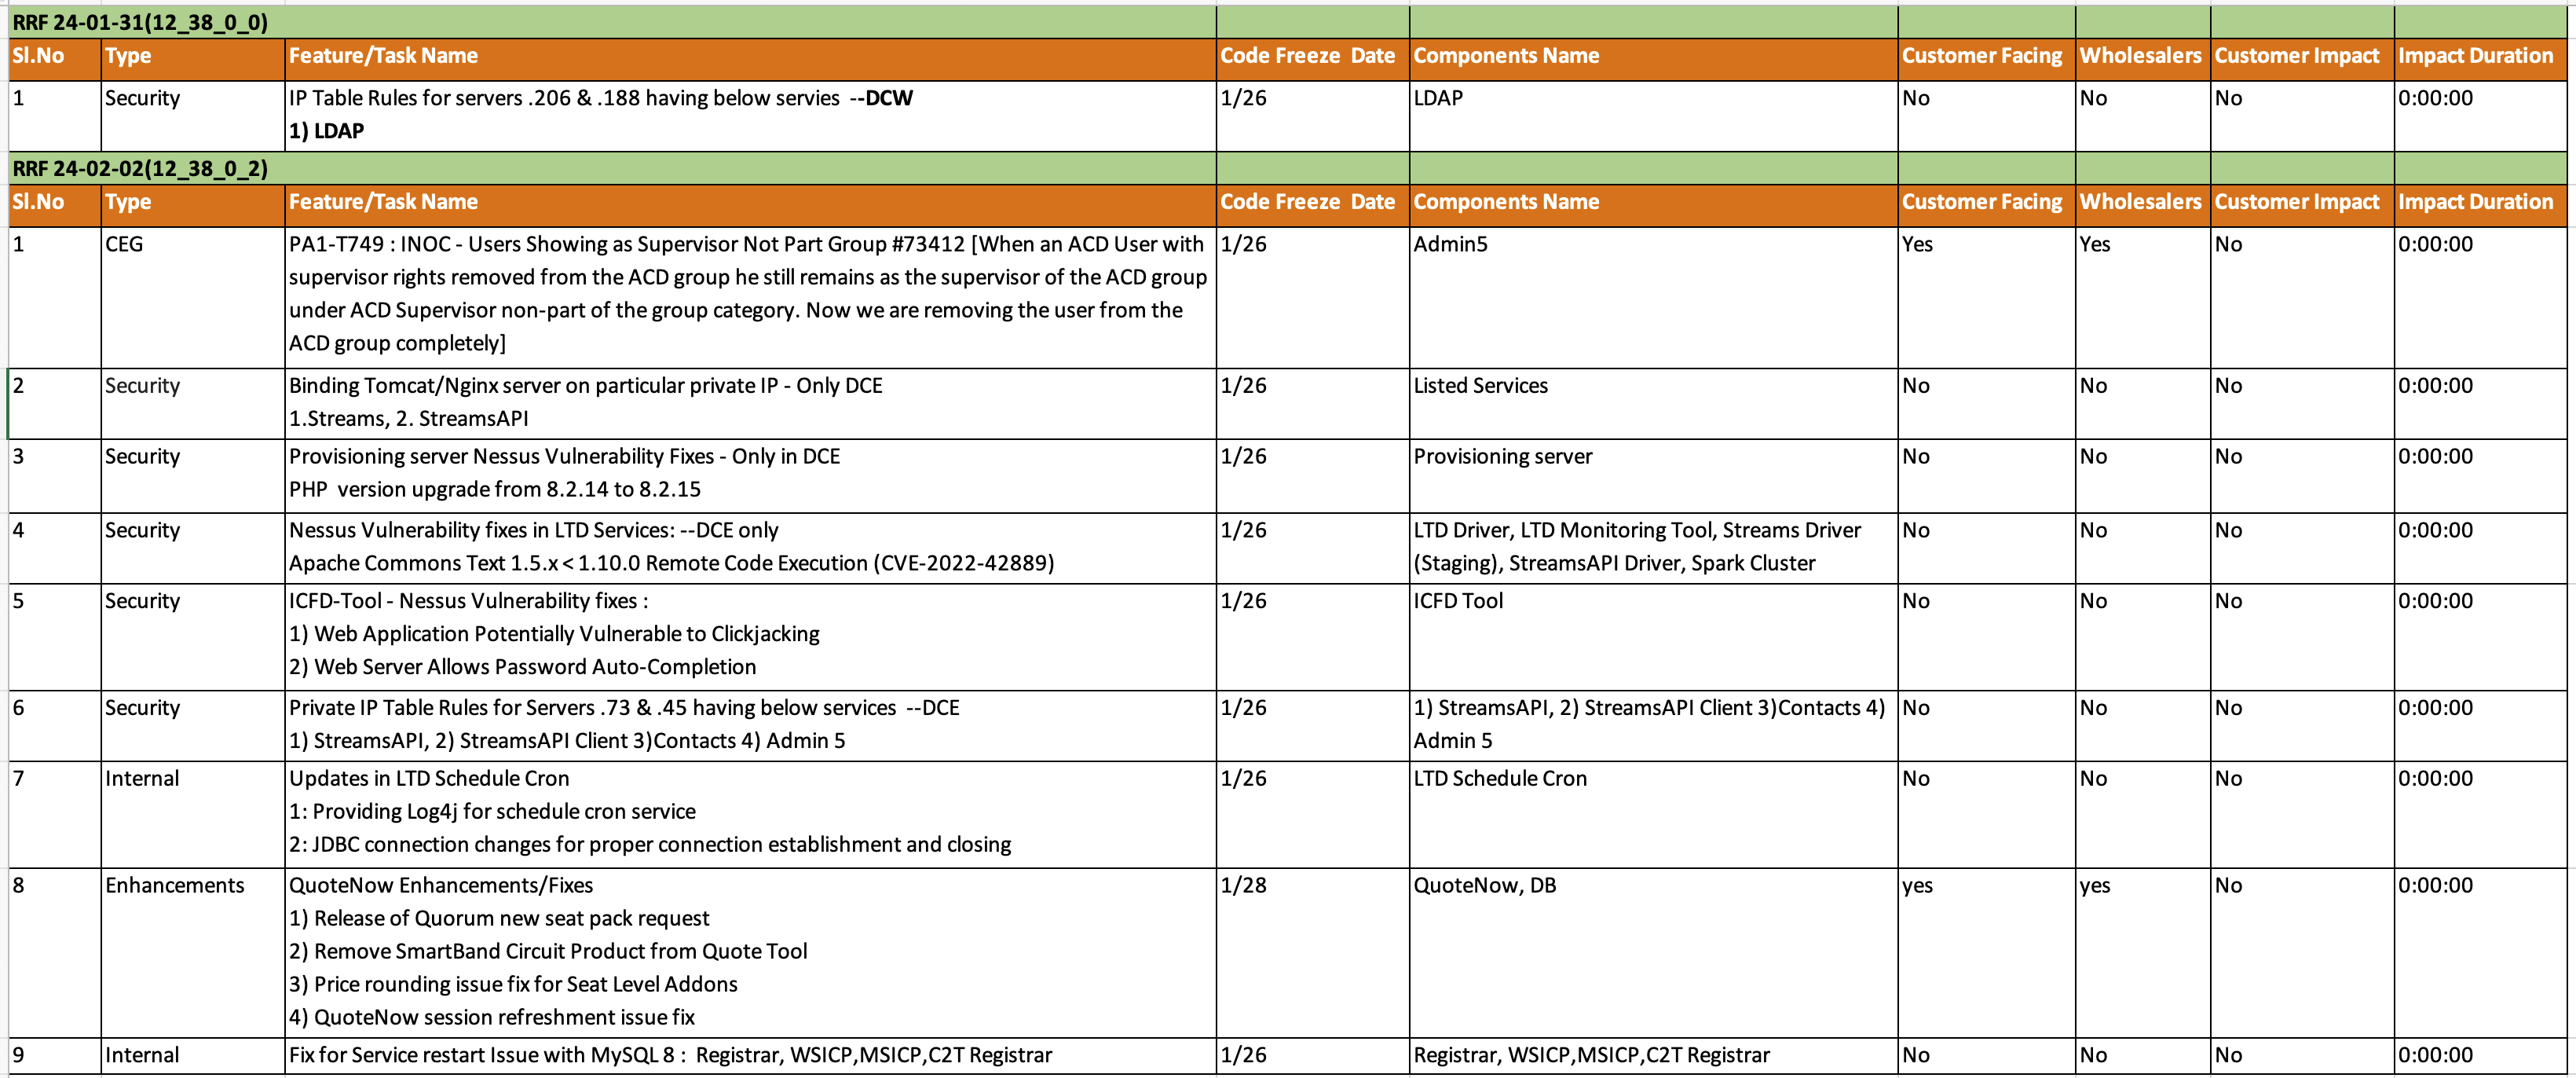 RRF 24-01-31(12_38_0_0)
Sl.No Type Feature/Task Name Code Freeze  Date Components Name Customer Facing Wholesalers Customer Impact Impact Duration
1 Security IP Table Rules for servers .206 & .188 having below servies  --DCW 1/26 LDAP No No No 0:00:00
1) LDAP
RRF 24-02-02(12_38_0_2)
Sl.No Type Feature/Task Name Code Freeze  Date Components Name Customer Facing Wholesalers Customer Impact Impact Duration
1 CEG PA1-T749 : INOC - Users Showing as Supervisor Not Part Group #73412 [When an ACD User with 1/26 Admin5 Yes Yes No 0:00:00
supervisor rights removed from the ACD group he still remains as the supervisor of the ACD group
under ACD Supervisor non-part of the group category. Now we are removing the user from the
ACD group completely]
2 Security Binding Tomcat/Nginx server on particular private IP - Only DCE 1/26 Listed Services No No No 0:00:00
1.Streams, 2. StreamsAPI
3 Security Provisioning server Nessus Vulnerability Fixes - Only in DCE 1/26 Provisioning server No No No 0:00:00
PHP  version upgrade from 8.2.14 to 8.2.15
4 Security Nessus Vulnerability fixes in LTD Services: --DCE only 1/26 LTD Driver, LTD Monitoring Tool, Streams Driver No No No 0:00:00
Apache Commons Text 1.5.x < 1.10.0 Remote Code Execution (CVE-2022-42889) (Staging), StreamsAPI Driver, Spark Cluster
5 Security ICFD-Tool - Nessus Vulnerability fixes : 1/26 ICFD Tool No No No 0:00:00
1) Web Application Potentially Vulnerable to Clickjacking
2) Web Server Allows Password Auto-Completion
6 Security Private IP Table Rules for Servers .73 & .45 having below services  --DCE 1/26 1) StreamsAPI, 2) StreamsAPI Client 3)Contacts 4) No No No 0:00:00
1) StreamsAPI, 2) StreamsAPI Client 3)Contacts 4) Admin 5 Admin 5
7 Internal Updates in LTD Schedule Cron 1/26 LTD Schedule Cron No No No 0:00:00
1: Providing Log4j for schedule cron service
2: JDBC connection changes for proper connection establishment and closing
8 Enhancements QuoteNow Enhancements/Fixes 1/28 QuoteNow, DB yes yes No 0:00:00
1) Release of Quorum new seat pack request
2) Remove SmartBand Circuit Product from Quote Tool
3) Price rounding issue fix for Seat Level Addons
4) QuoteNow session refreshment issue fix
9 Internal Fix for Service restart Issue with MySQL 8 :  Registrar, WSICP,MSICP,C2T Registrar 1/26 Registrar, WSICP,MSICP,C2T Registrar No No No 0:00:00